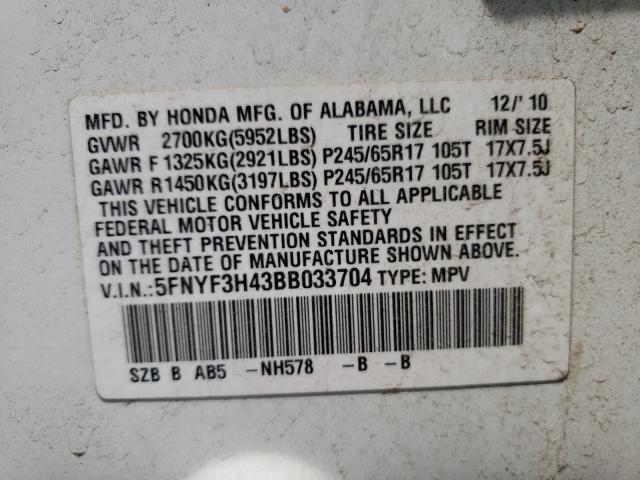 MFD. BY HONDA MFG. OF ALABAMA, LLC 12/'10
GVWR 2700KG(5952LBS) TIRE SIZE RIM SIZE
GAWR F1325KG(2921LBS) P245/65R17 105T 17X7.5J
GAWR R1450KG(3197LBS) P245/65R17 105T 17X7.5J
THIS VEHICLE CONFORMS TO ALL APPLICABLE
FEDERAL MOTOR VEHICLE SAFETY
AND THEFT PREVENTION STANDARDS IN EFFECT
ON THE DATE OF MANUFACTURE SHOWN ABOVE.
V.I.N.:5FNYF3H43BB033704 TYPE: MPV
SZB B AB5 -NH578 -B -B